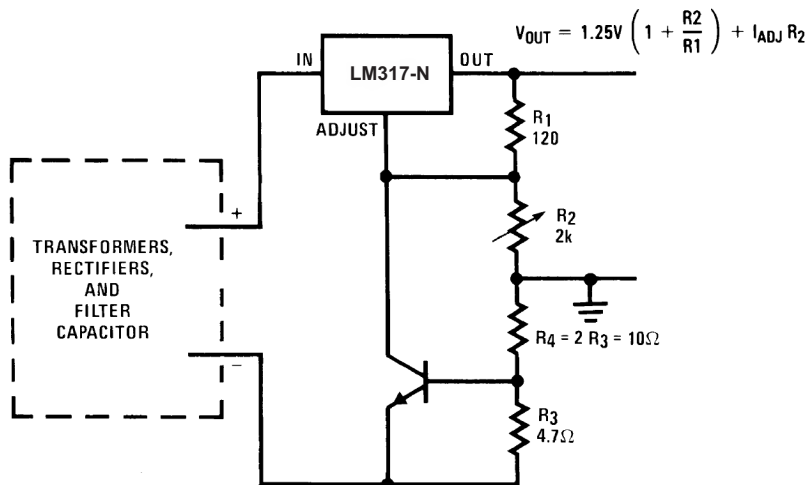 V_OUT = 1.25V ( 1 + R2/R1 ) + I_ADJ R_2
IN
LM317-N
OUT
ADJUST
R1
120
+
R2
2k
TRANSFORMERS,
RECTIFIERS,
AND
FILTER
CAPACITOR
R4 = 2 R3 = 10Ω
−
R3
4.7Ω